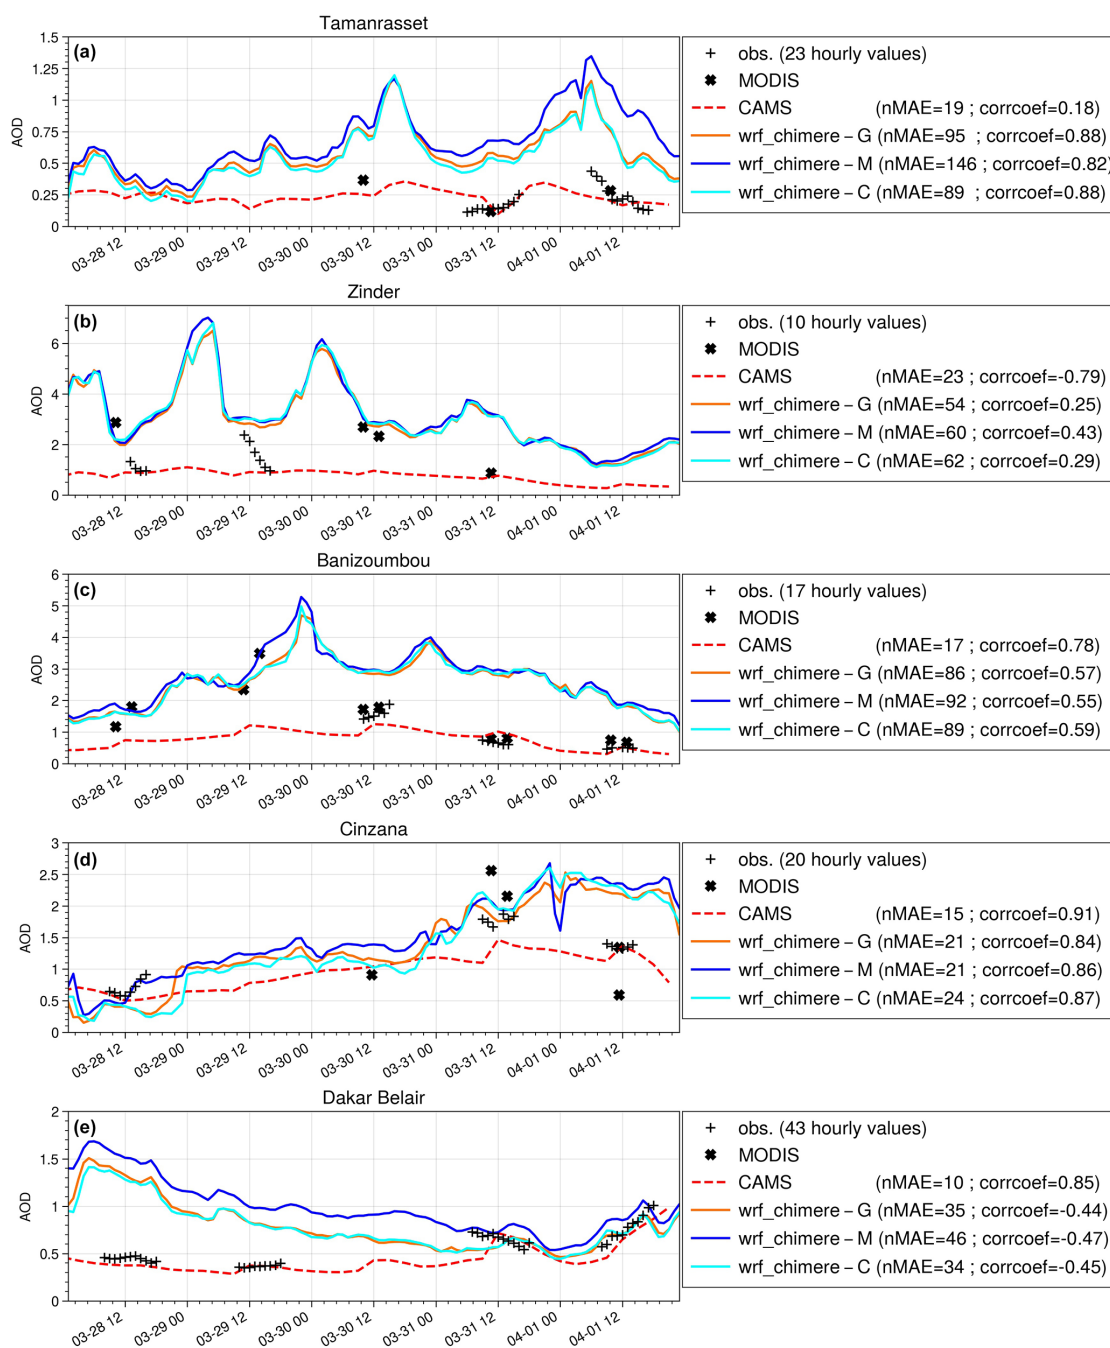 Tamanrasset
(a)
1.5
1.25
1
0.75
0.5
0.25
0
AOD
03-28 12
03-29 00
03-29 12
03-30 00
03-30 12
03-31 00
03-31 12
04-01 00
04-01 12
obs. (23 hourly values)
MODIS
CAMS (nMAE=19 ; corrcoef=0.18)
wrf_chimere – G (nMAE=95 ; corrcoef=0.88)
wrf_chimere – M (nMAE=146 ; corrcoef=0.82)
wrf_chimere – C (nMAE=89 ; corrcoef=0.88)
Zinder
(b)
6
4
2
0
AOD
03-28 12
03-29 00
03-29 12
03-30 00
03-30 12
03-31 00
03-31 12
04-01 00
04-01 12
obs. (10 hourly values)
MODIS
CAMS (nMAE=23 ; corrcoef=-0.79)
wrf_chimere – G (nMAE=54 ; corrcoef=0.25)
wrf_chimere – M (nMAE=60 ; corrcoef=0.43)
wrf_chimere – C (nMAE=62 ; corrcoef=0.29)
Banizoumbou
(c)
6
5
4
3
2
1
0
AOD
03-28 12
03-29 00
03-29 12
03-30 00
03-30 12
03-31 00
03-31 12
04-01 00
04-01 12
obs. (17 hourly values)
MODIS
CAMS (nMAE=17 ; corrcoef=0.78)
wrf_chimere – G (nMAE=86 ; corrcoef=0.57)
wrf_chimere – M (nMAE=92 ; corrcoef=0.55)
wrf_chimere – C (nMAE=89 ; corrcoef=0.59)
Cinzana
(d)
3
2.5
2
1.5
1
0.5
0
AOD
03-28 12
03-29 00
03-29 12
03-30 00
03-30 12
03-31 00
03-31 12
04-01 00
04-01 12
obs. (20 hourly values)
MODIS
CAMS (nMAE=15 ; corrcoef=0.91)
wrf_chimere – G (nMAE=21 ; corrcoef=0.84)
wrf_chimere – M (nMAE=21 ; corrcoef=0.86)
wrf_chimere – C (nMAE=24 ; corrcoef=0.87)
Dakar Belair
(e)
2
1.5
1
0.5
0
AOD
03-28 12
03-29 00
03-29 12
03-30 00
03-30 12
03-31 00
03-31 12
04-01 00
04-01 12
obs. (43 hourly values)
MODIS
CAMS (nMAE=10 ; corrcoef=0.85)
wrf_chimere – G (nMAE=35 ; corrcoef=-0.44)
wrf_chimere – M (nMAE=46 ; corrcoef=-0.47)
wrf_chimere – C (nMAE=34 ; corrcoef=-0.45)